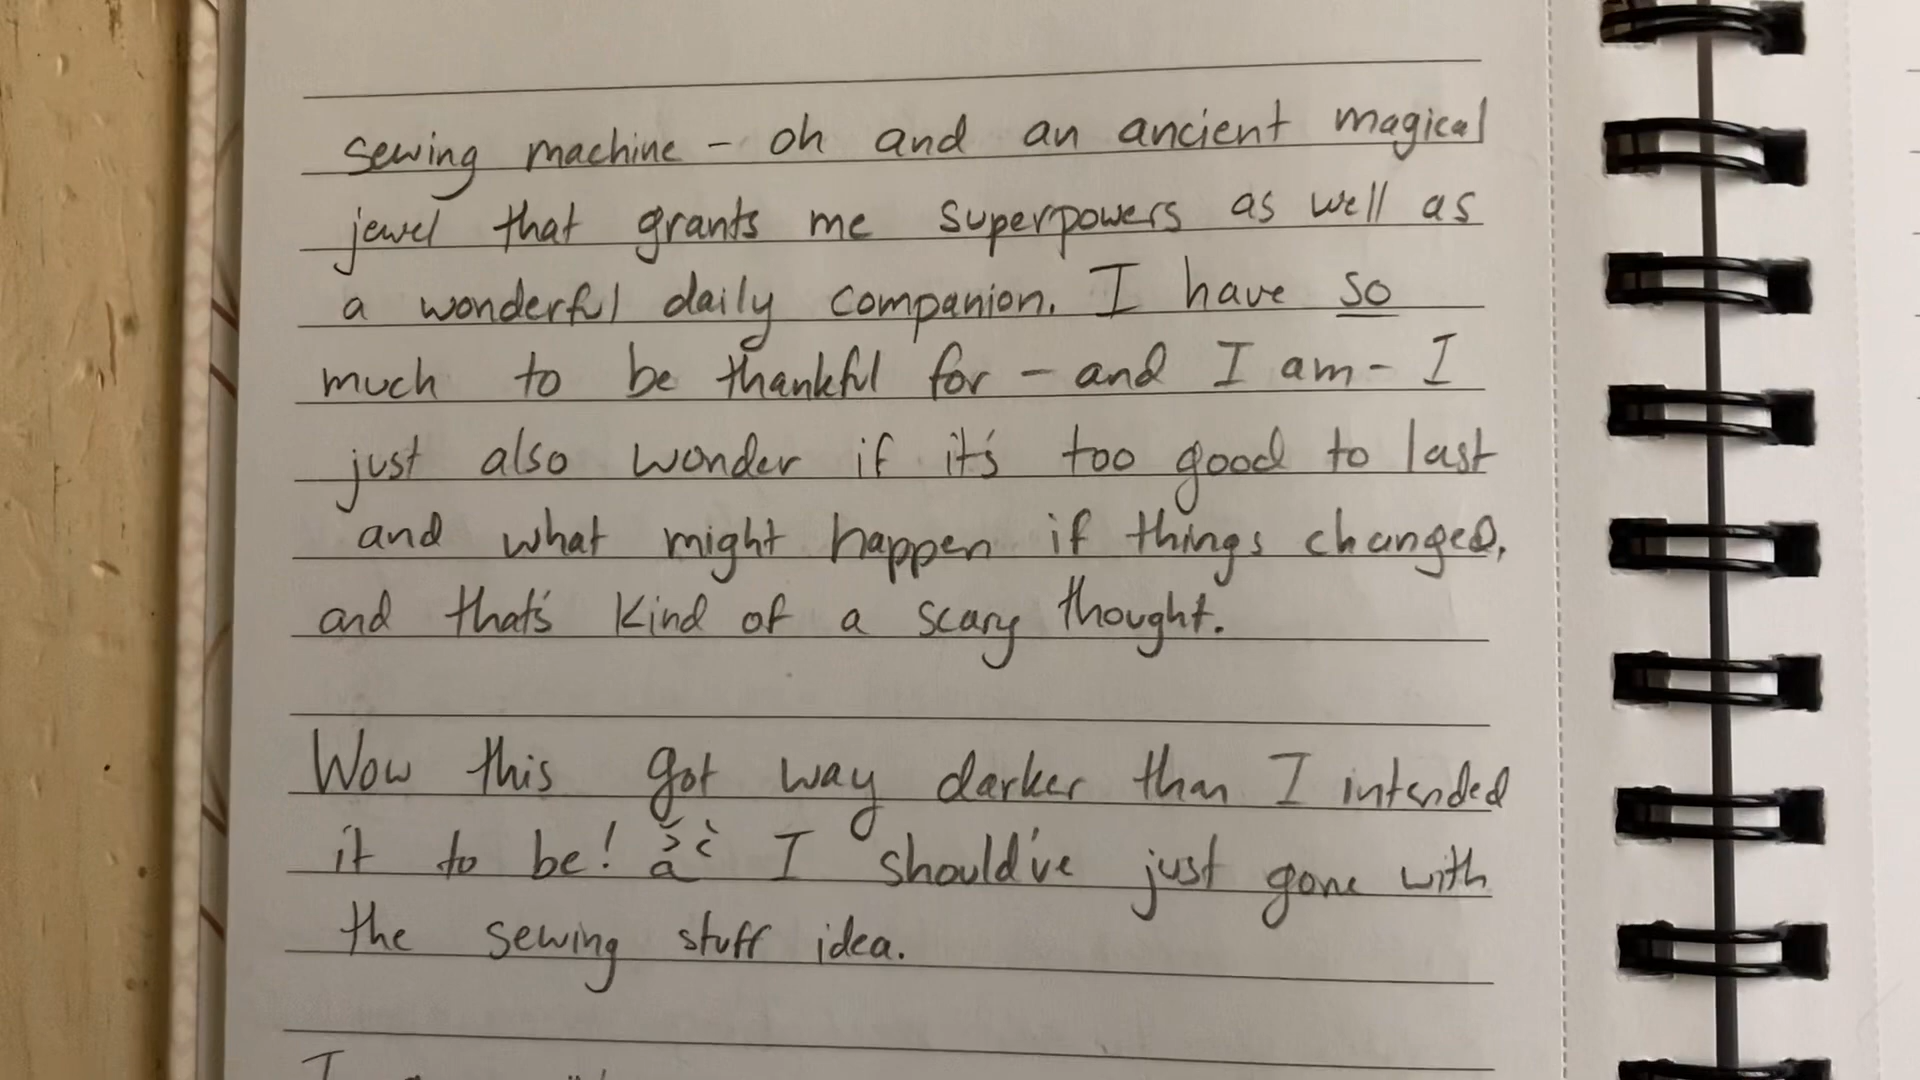 sewing machine - oh and an ancient magical
jewel that grants me superpowers as well as
a wonderful daily companion. I have so
much to be thankful for - and I am - I
just also wonder if it's too good to last
and what might happen if things changed,
and that's kind of a scary thought.
Wow this got way darker than I intended
it to be! I should've just gone with
the sewing stuff idea.